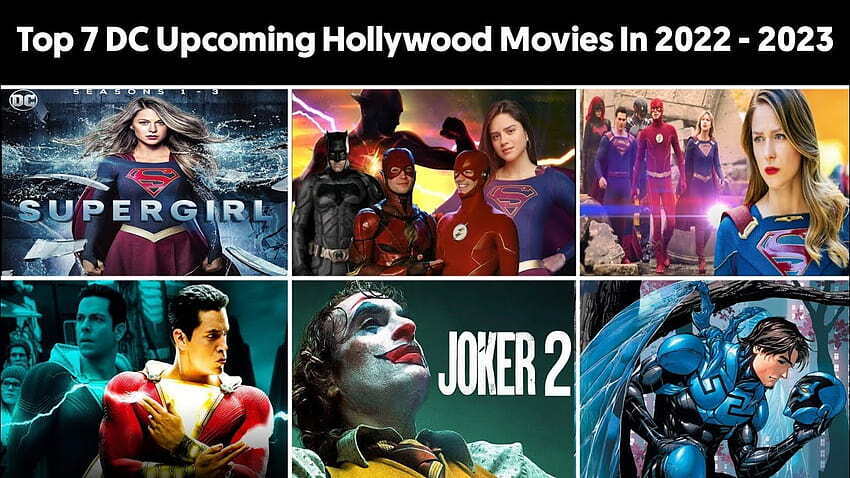 Top 7 DC Upcoming Hollywood Movies In 2022 - 2023
SEASONS 1 - 3
DC
SUPERGIRL
JOKER 2